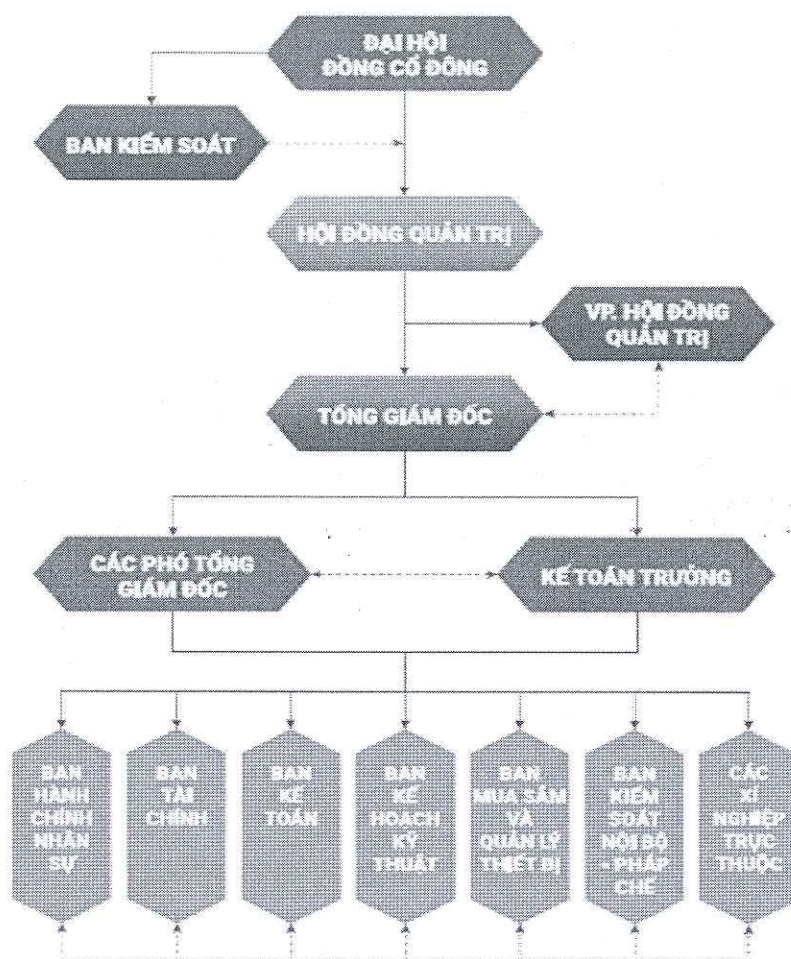 ĐẠI HỘI
ĐỒNG CỔ ĐÔNG
BAN KIỂM SOÁT
HỘI ĐỒNG QUẢN TRỊ
VP. HỘI ĐỒNG
QUẢN TRỊ
TỔNG GIÁM ĐỐC
CÁC PHÓ TỔNG
GIÁM ĐỐC
KẾ TOÁN TRƯỞNG
BAN
HÀNH
CHÍNH
NHÂN
SỰ
BAN
TÀI
CHÍNH
BAN
KẾ
TOÁN
BAN
KẾ
HOẠCH
KỸ
THUẬT
BAN
MUA SẮM
VÀ
QUẢN LÝ
THIẾT BỊ
BAN
KIỂM
SOÁT
NỘI BỘ
- PHÁP
CHẾ
CÁC
XÍ
NGHIỆP
TRỰC
THUỘC